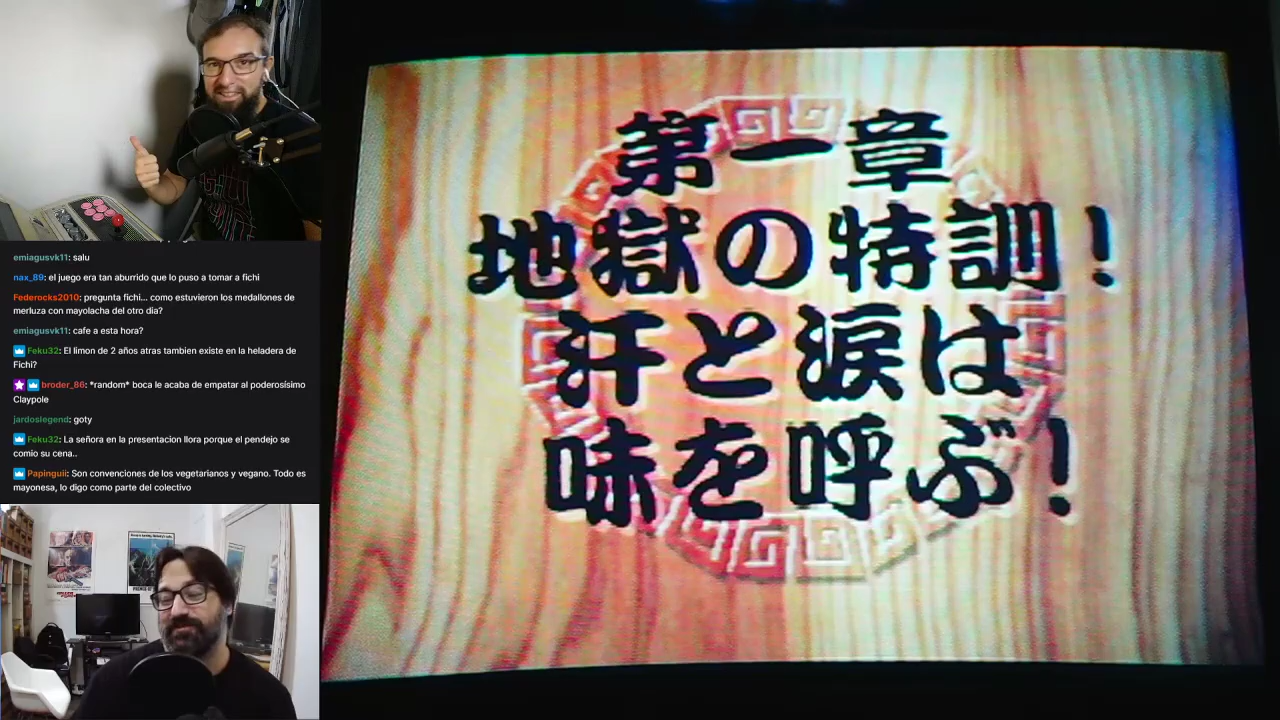 第一章
地獄の特訓!
汗と涙は
味を呼ぶ!
emiagusvk11: salu
nax_89: el juego era tan aburrido que lo puso a tomar a fichi
Federocks2010: pregunta fichi... como estuvieron los medallones de
merluza con mayolacha del otro dia?
emiagusvk11: cafe a esta hora?
Feku32: El limon de 2 años atras tambien existe en la heladera de
Fichi?
broder_86: *random* boca le acaba de empatar al poderosísimo
Claypole
jardoslegend: goty
Feku32: La señora en la presentacion llora porque el pendejo se
comio su cena..
Papinguii: Son convenciones de los vegetarianos y vegano. Todo es
mayonesa, lo digo como parte del colectivo